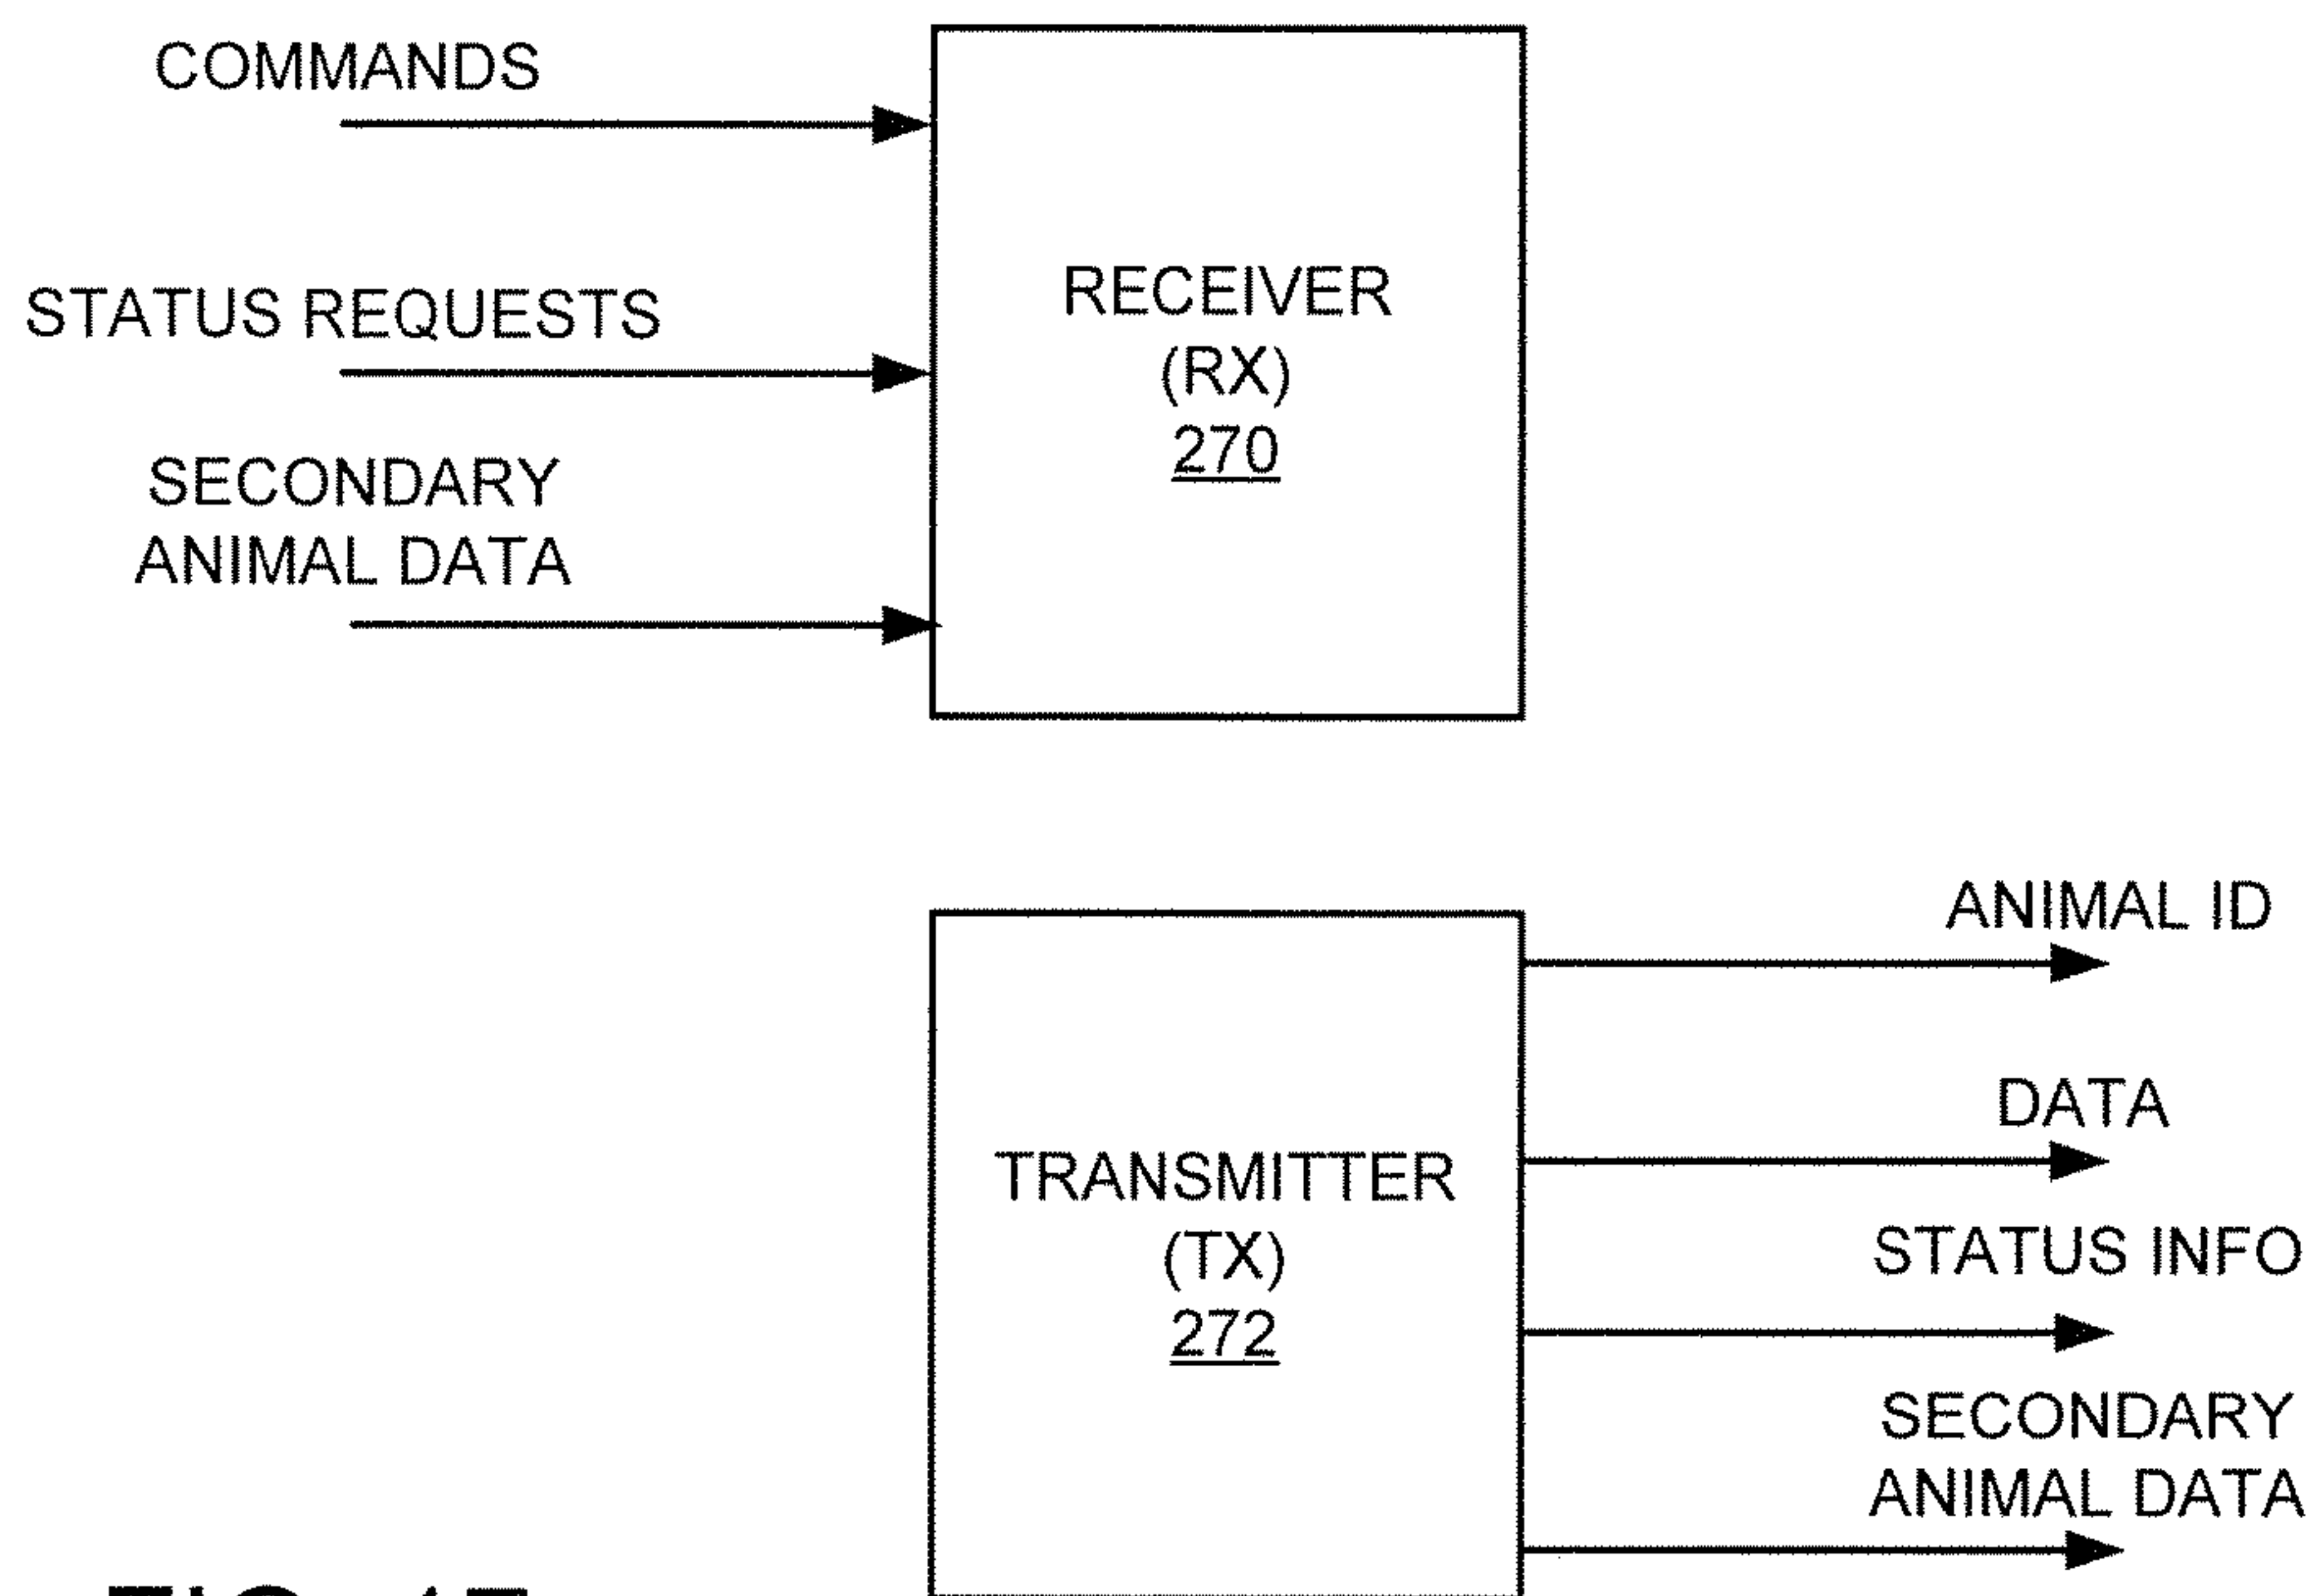 COMMANDS
STATUS REQUESTS
SECONDARY
ANIMAL DATA
RECEIVER
(RX)
270
TRANSMITTER
(TX)
272
ANIMAL ID
DATA
STATUS INFO
SECONDARY
ANIMAL DATA